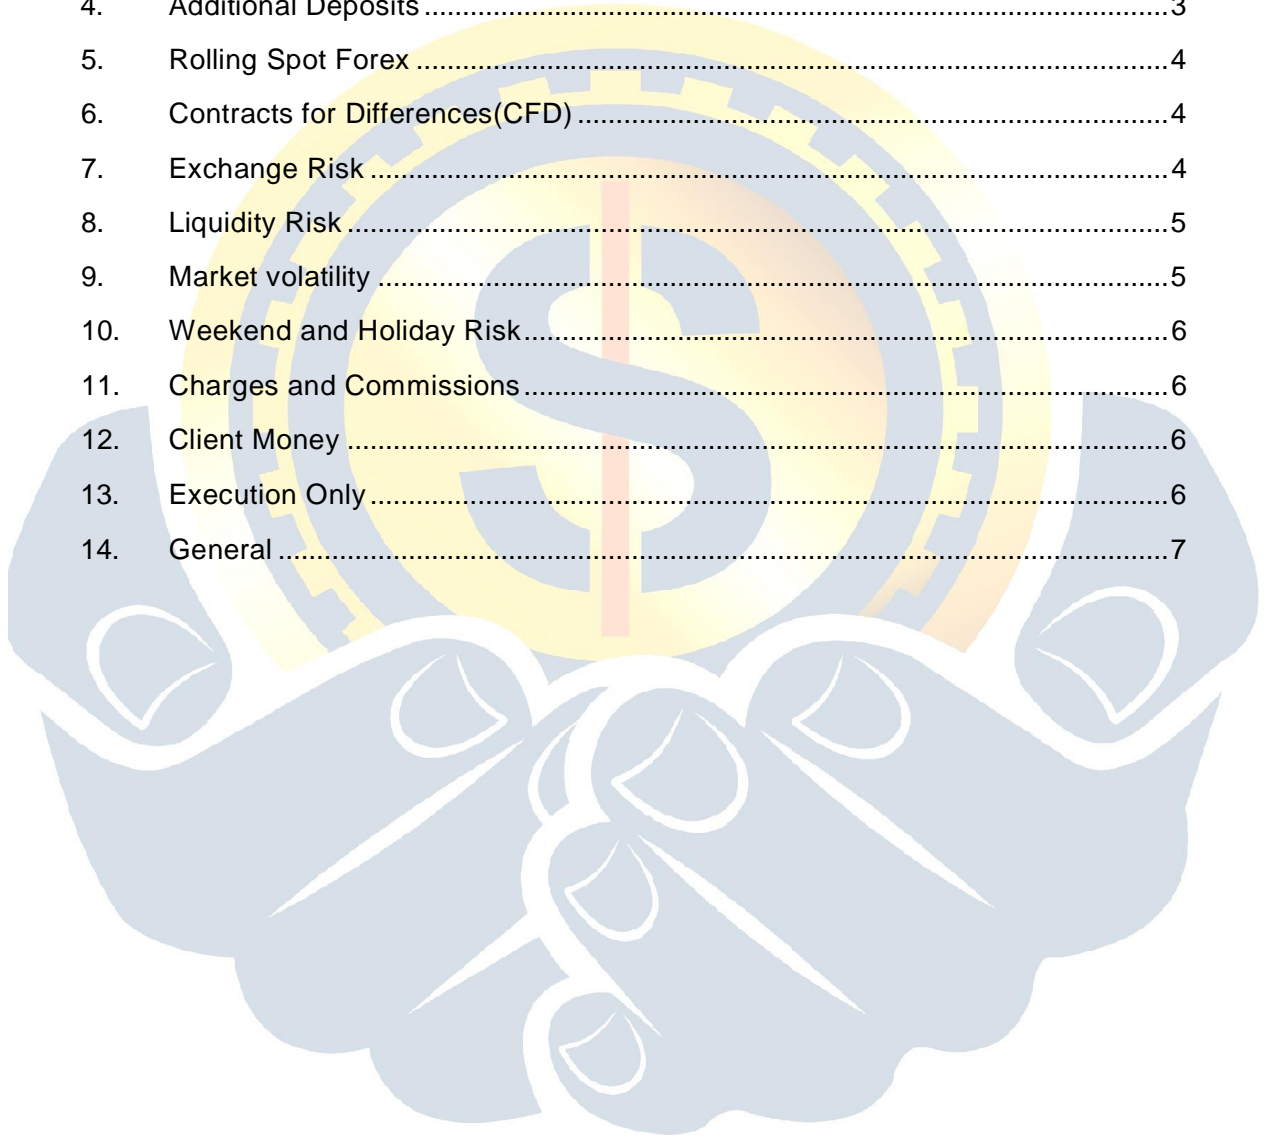 4. Additional Deposits ........................................................................................... 3
5. Rolling Spot Forex ............................................................................................ 4
6. Contracts for Differences(CFD) ........................................................................ 4
7. Exchange Risk .................................................................................................. 4
8. Liquidity Risk ..................................................................................................... 5
9. Market volatility ................................................................................................. 5
10. Weekend and Holiday Risk ............................................................................... 6
11. Charges and Commissions ............................................................................... 6
12. Client Money ..................................................................................................... 6
13. Execution Only .................................................................................................. 6
14. General ............................................................................................................. 7